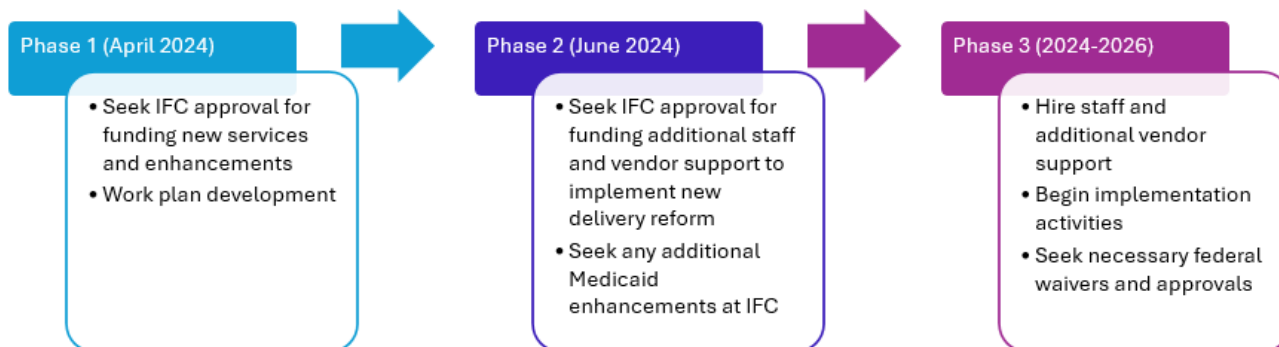 Phase 1 (April 2024)
• Seek IFC approval for
funding new services
and enhancements
• Work plan development
Phase 2 (June 2024)
• Seek IFC approval for
funding additional staff
and vendor support to
implement new
delivery reform
• Seek any additional
Medicaid
enhancements at IFC
Phase 3 (2024-2026)
• Hire staff and
additional vendor
support
• Begin implementation
activities
• Seek necessary federal
waivers and approvals